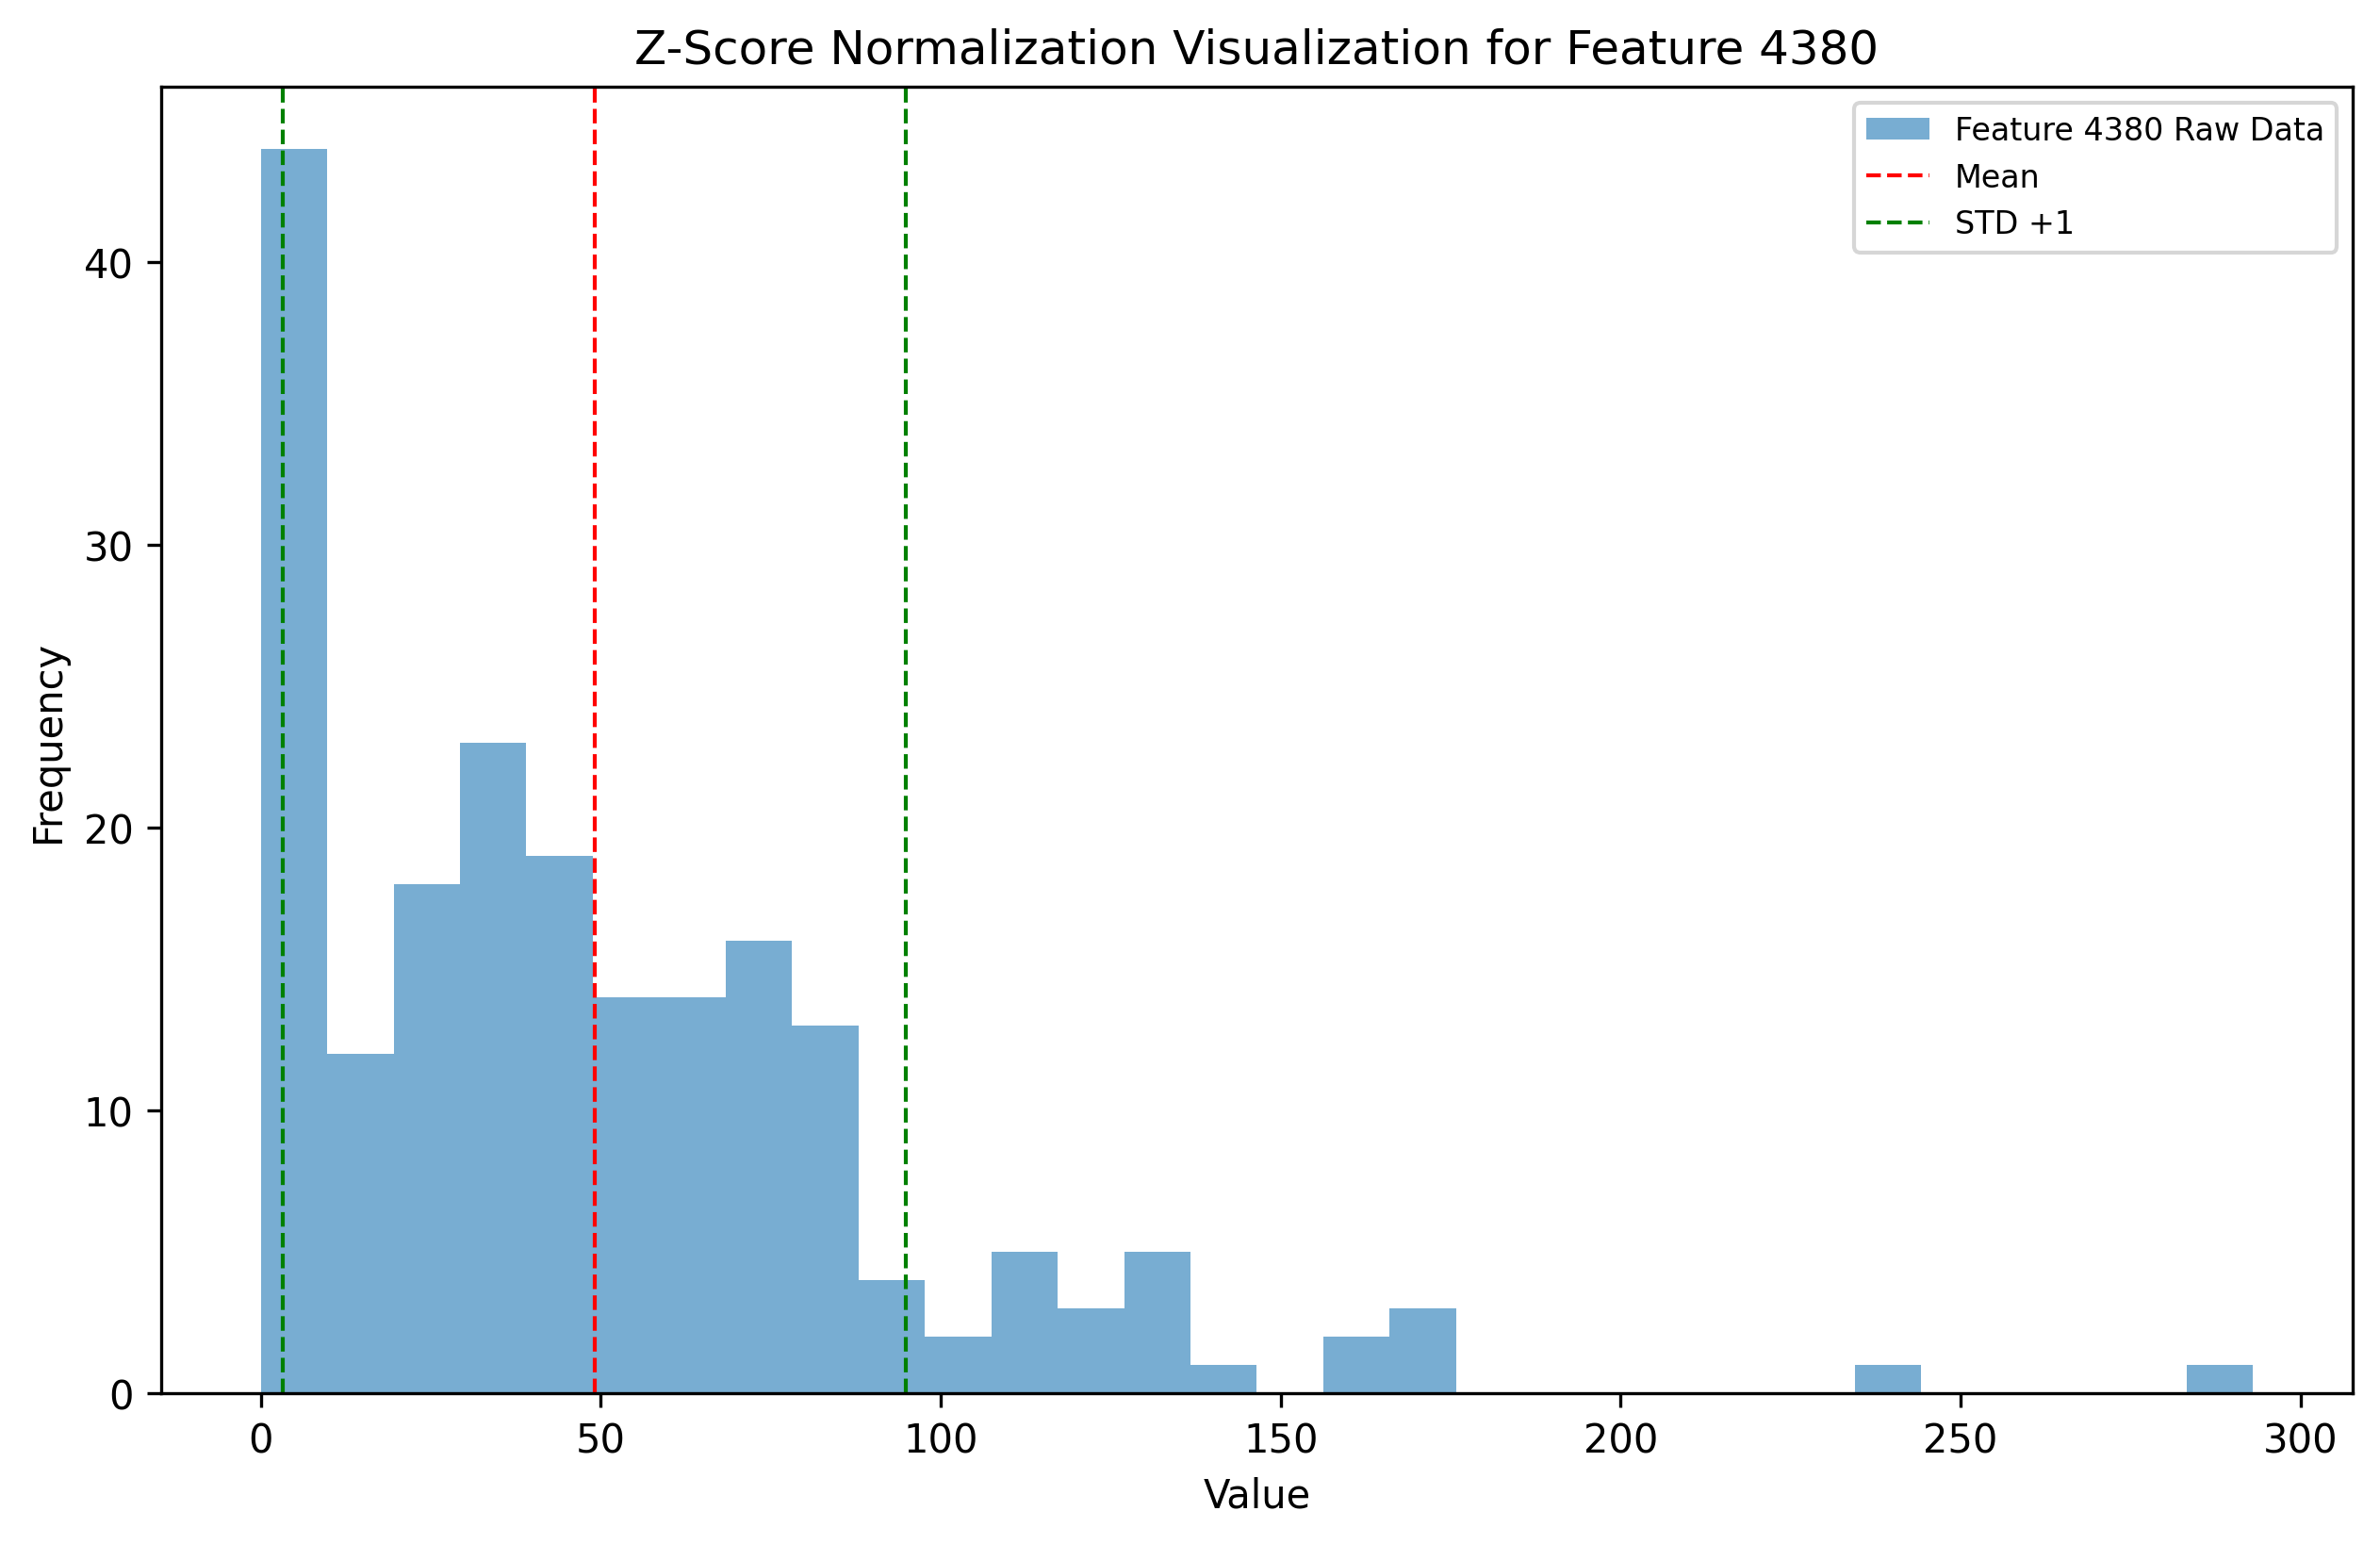 Z-Score Normalization Visualization for Feature 4380
Feature 4380 Raw Data
Mean
STD +1
Frequency
40
30
20
10
0
0 50 100 150 200 250 300
Value